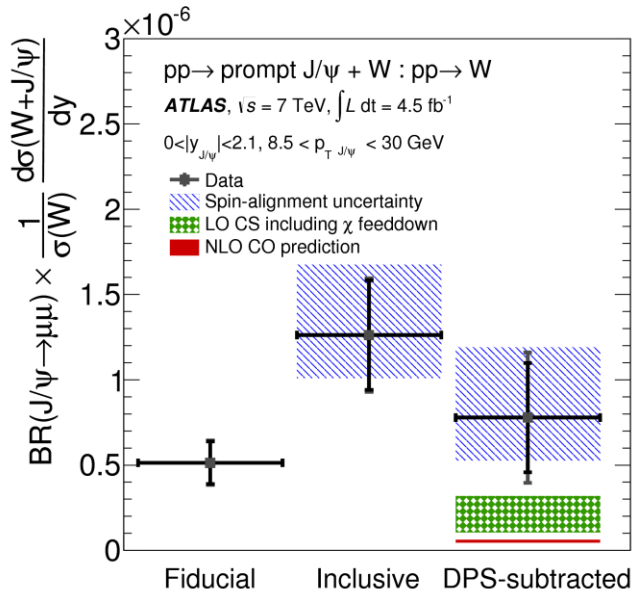 ×10⁻⁶
BR(J/ψ→μμ) × 1/σ(W) dσ(W+J/ψ)/dy
3
2.5
2
1.5
1
0.5
0
pp→ prompt J/ψ + W : pp→ W
ATLAS, √s = 7 TeV, ∫L dt = 4.5 fb⁻¹
0<|y_J/ψ|<2.1, 8.5 < p_T J/ψ < 30 GeV
Data
Spin-alignment uncertainty
LO CS including χ feeddown
NLO CO prediction
Fiducial Inclusive DPS-subtracted